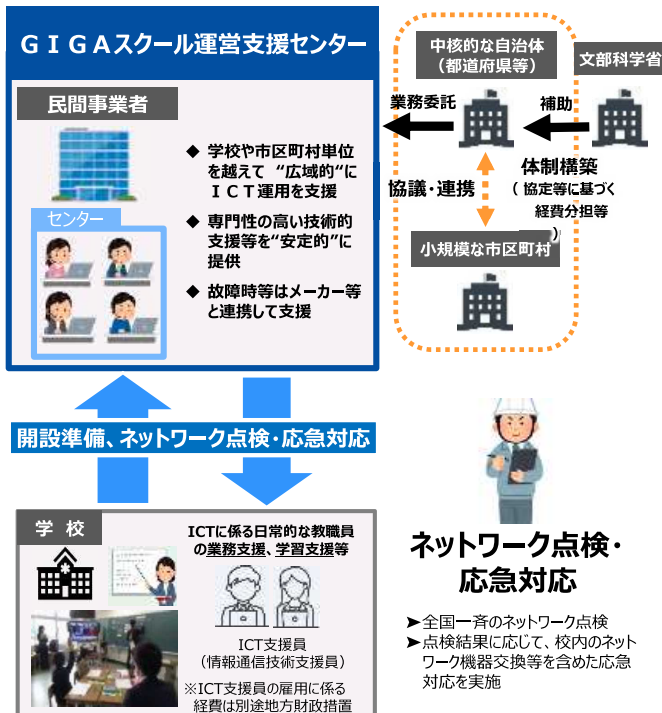 ＧＩＧＡスクール運営支援センター
民間事業者
センター
◆ 学校や市区町村単位
を越えて “広域的“に
ＩＣＴ運用を支援
◆ 専門性の高い技術的
支援等を“安定的”に
提供
◆ 故障時等はメーカー等
と連携して支援
中核的な自治体
（都道府県等）
文部科学省
業務委託
補助
協議・連携
体制構築
（ 協定等に基づく
経費分担等
）
小規模な市区町村
開設準備、ネットワーク点検・応急対応
学 校
ICTに係る日常的な教職員
の業務支援、学習支援等
ICT支援員
（情報通信技術支援員）
※ICT支援員の雇用に係る
経費は別途地方財政措置
ネットワーク点検・
応急対応
➤全国一斉のネットワーク点検
➤点検結果に応じて、校内のネット
ワーク機器交換等を含めた応急
対応を実施